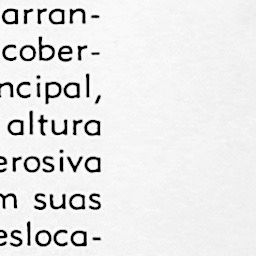 arran-
cober-
ncipal,
altura
erosiva
m suas
esloca-